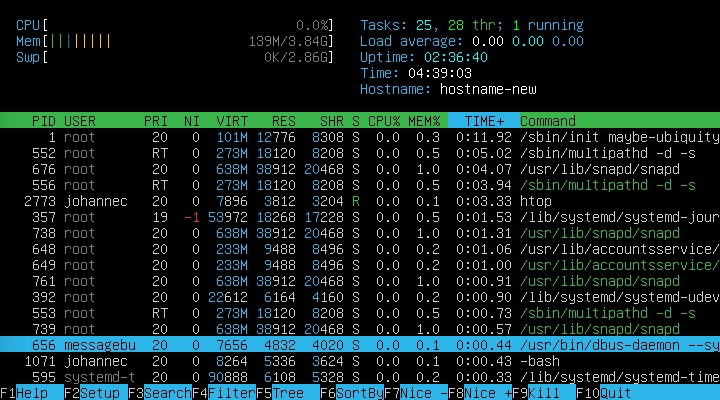 CPU[ 0.0%] Tasks: 25, 28 thr; 1 running
Mem[|||||||| 139M/3.84G] Load average: 0.00 0.00 0.00
Swp[ 0K/2.86G] Uptime: 02:36:40
Time: 04:39:03
Hostname: hostname-new
PID USER PRI NI VIRT RES SHR S CPU% MEM% TIME+ Command
1 root 20 0 101M 12776 8308 S 0.0 0.3 0:11.92 /sbin/init maybe-ubiquity
552 root RT 0 273M 18120 8208 S 0.0 0.5 0:05.02 /sbin/multipathd -d -s
676 root 20 0 638M 38912 20468 S 0.0 1.0 0:04.07 /usr/lib/snapd/snapd
556 root RT 0 273M 18120 8208 S 0.0 0.5 0:03.94 /sbin/multipathd -d -s
2773 johannec 20 0 7896 3812 3204 R 0.0 0.1 0:03.33 htop
357 root 19 -1 53972 18268 17228 S 0.0 0.5 0:01.53 /lib/systemd/systemd-jour
738 root 20 0 638M 38912 20468 S 0.0 1.0 0:01.31 /usr/lib/snapd/snapd
648 root 20 0 233M 9488 8496 S 0.0 0.2 0:01.06 /usr/lib/accountsservice/
649 root 20 0 233M 9488 8496 S 0.0 0.2 0:01.00 /usr/lib/accountsservice/
761 root 20 0 638M 38912 20468 S 0.0 1.0 0:00.91 /usr/lib/snapd/snapd
392 root 20 0 22612 6164 4160 S 0.0 0.2 0:00.90 /lib/systemd/systemd-udev
553 root RT 0 273M 18120 8208 S 0.0 0.5 0:00.73 /sbin/multipathd -d -s
739 root 20 0 638M 38912 20468 S 0.0 1.0 0:00.57 /usr/lib/snapd/snapd
656 messagebu 20 0 7656 4832 4020 S 0.0 0.1 0:00.44 /usr/bin/dbus-daemon --sy
1071 johannec 20 0 8264 5336 3624 S 0.0 0.1 0:00.43 -bash
595 systemd-t 20 0 90888 6108 5328 S 0.0 0.2 0:00.43 /lib/systemd/systemd-time
F1Help F2Setup F3SearchF4FilterF5Tree F6SortByF7Nice -F8Nice +F9Kill F10Quit